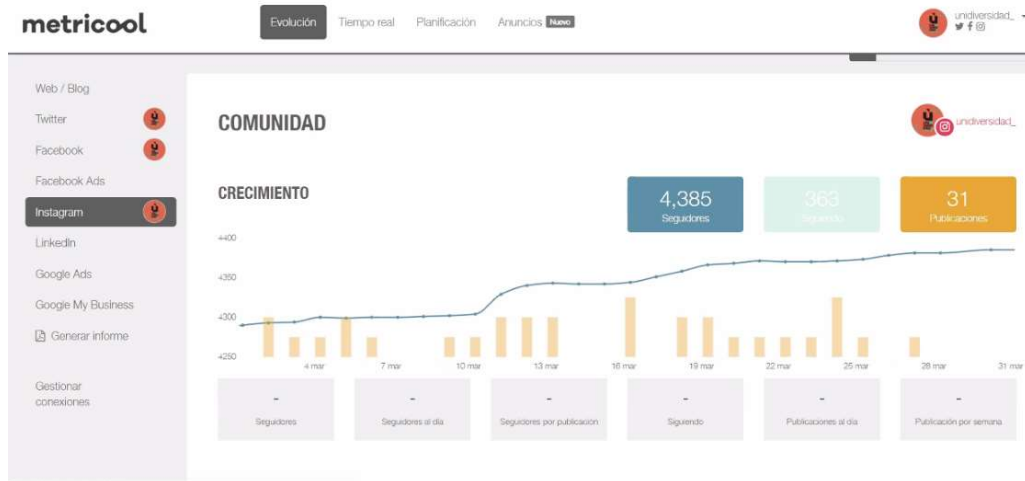 metricool
Evolución Tiempo real Planificación Anuncios Nuevo
unidiversidad_
Web / Blog
Twitter
Facebook
Facebook Ads
Instagram
LinkedIn
Google Ads
Google My Business
Generar informe
Gestionar
conexiones
COMUNIDAD
unidiversidad_
CRECIMIENTO
4,385
Seguidores
363
Siguiendo
31
Publicaciones
4400
4350
4300
4250
4 mar 7 mar 10 mar 13 mar 16 mar 19 mar 22 mar 25 mar 28 mar 31 mar
- - - - - -
Seguidores Seguidores al día Seguidores por publicación Siguiendo Publicaciones al día Publicación por semana